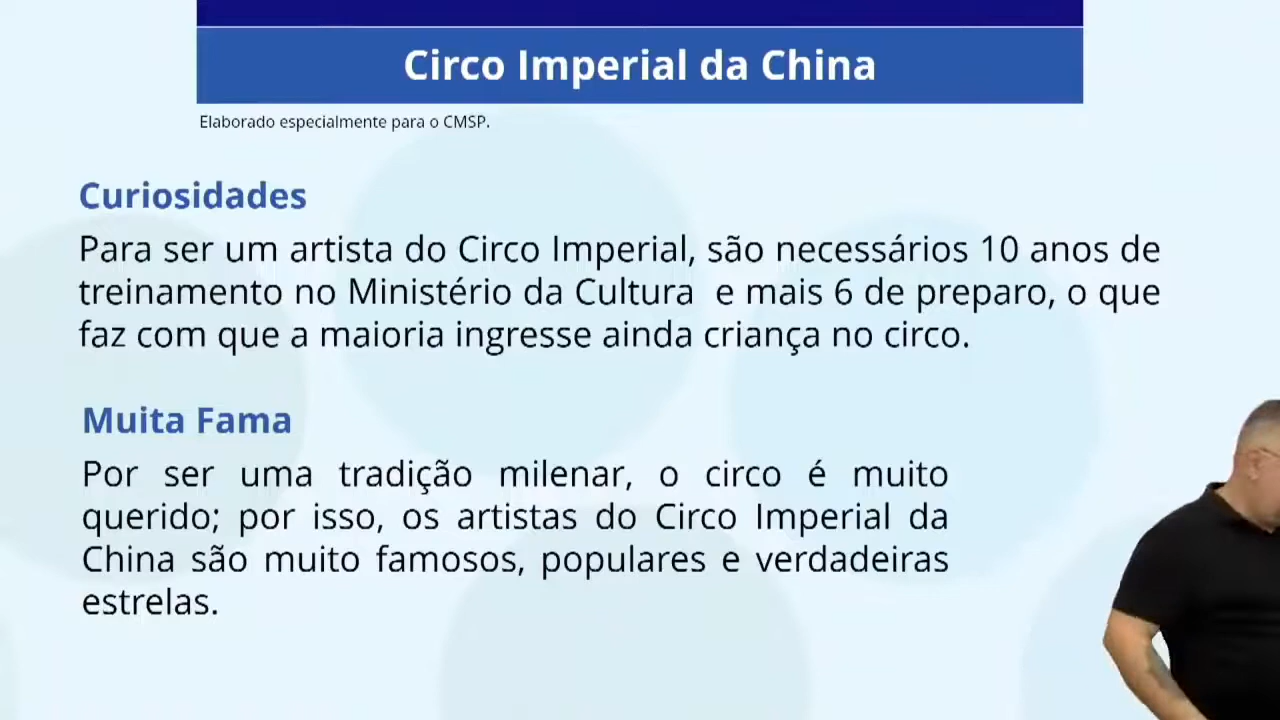 Circo Imperial da China
Elaborado especialmente para o CMSP.
Curiosidades
Para ser um artista do Circo Imperial, são necessários 10 anos de
treinamento no Ministério da Cultura  e mais 6 de preparo, o que
faz com que a maioria ingresse ainda criança no circo.
Muita Fama
Por ser uma tradição milenar, o circo é muito
querido; por isso, os artistas do Circo Imperial da
China são muito famosos, populares e verdadeiras
estrelas.